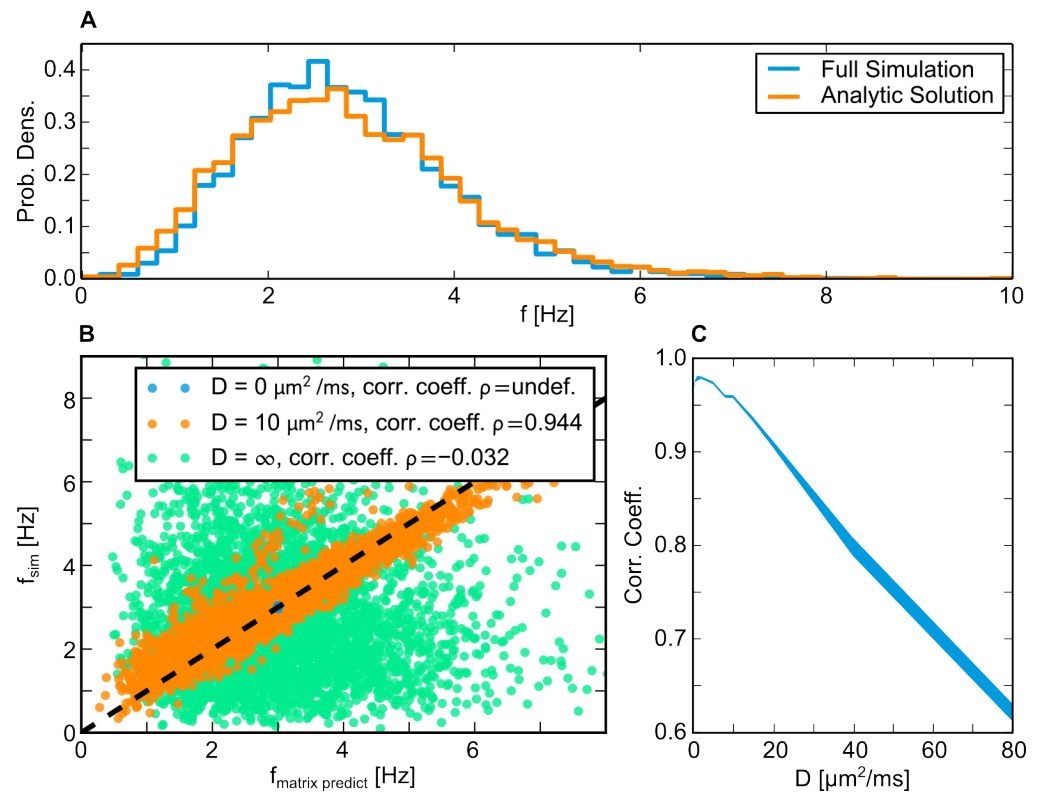 A
0.4
0.3
0.2
0.1
0.0
Prob. Dens.
Full Simulation
Analytic Solution
0 2 4 6 8 10
f [Hz]
B
D = 0 μm²/ms, corr. coeff. ρ=undef.
D = 10 μm²/ms, corr. coeff. ρ=0.944
D = ∞, corr. coeff. ρ=−0.032
8
6
4
2
0
f_sim [Hz]
0 2 4 6
f_matrix predict [Hz]
C
1.0
0.9
0.8
0.7
0.6
Corr. Coeff.
0 20 40 60 80
D [μm²/ms]